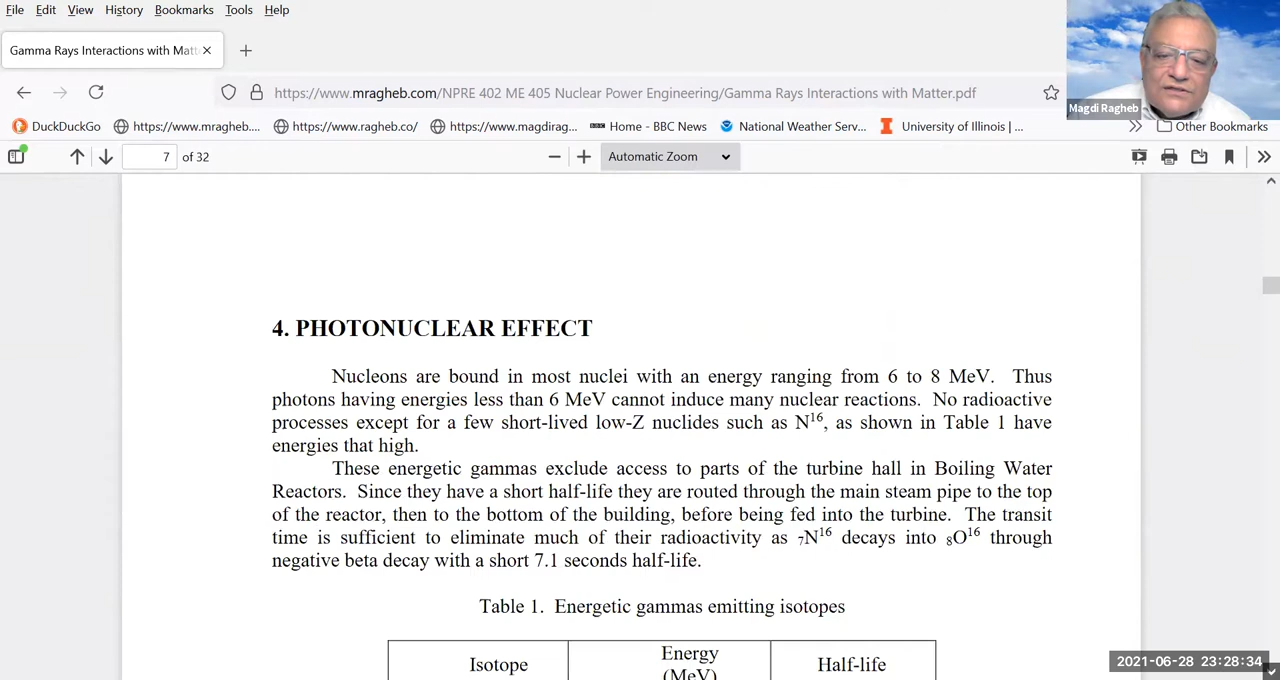 File Edit View History Bookmarks Tools Help
Gamma Rays Interactions with Matt
https://www.mragheb.com/NPRE 402 ME 405 Nuclear Power Engineering/Gamma Rays Interactions with Matter.pdf
Magdi Ragheb
DuckDuckGo https://www.mragheb.... https://www.ragheb.co/ https://www.magdirag... BBC Home - BBC News National Weather Serv... University of Illinois |... Other Bookmarks
7 of 32 Automatic Zoom
4. PHOTONUCLEAR EFFECT
Nucleons are bound in most nuclei with an energy ranging from 6 to 8 MeV. Thus
photons having energies less than 6 MeV cannot induce many nuclear reactions. No radioactive
processes except for a few short-lived low-Z nuclides such as N¹⁶, as shown in Table 1 have
energies that high.
These energetic gammas exclude access to parts of the turbine hall in Boiling Water
Reactors. Since they have a short half-life they are routed through the main steam pipe to the top
of the reactor, then to the bottom of the building, before being fed into the turbine. The transit
time is sufficient to eliminate much of their radioactivity as ₇N¹⁶ decays into ₈O¹⁶ through
negative beta decay with a short 7.1 seconds half-life.
Table 1. Energetic gammas emitting isotopes
Isotope Energy Half-life
(MeV)
2021-06-28 23:28:34